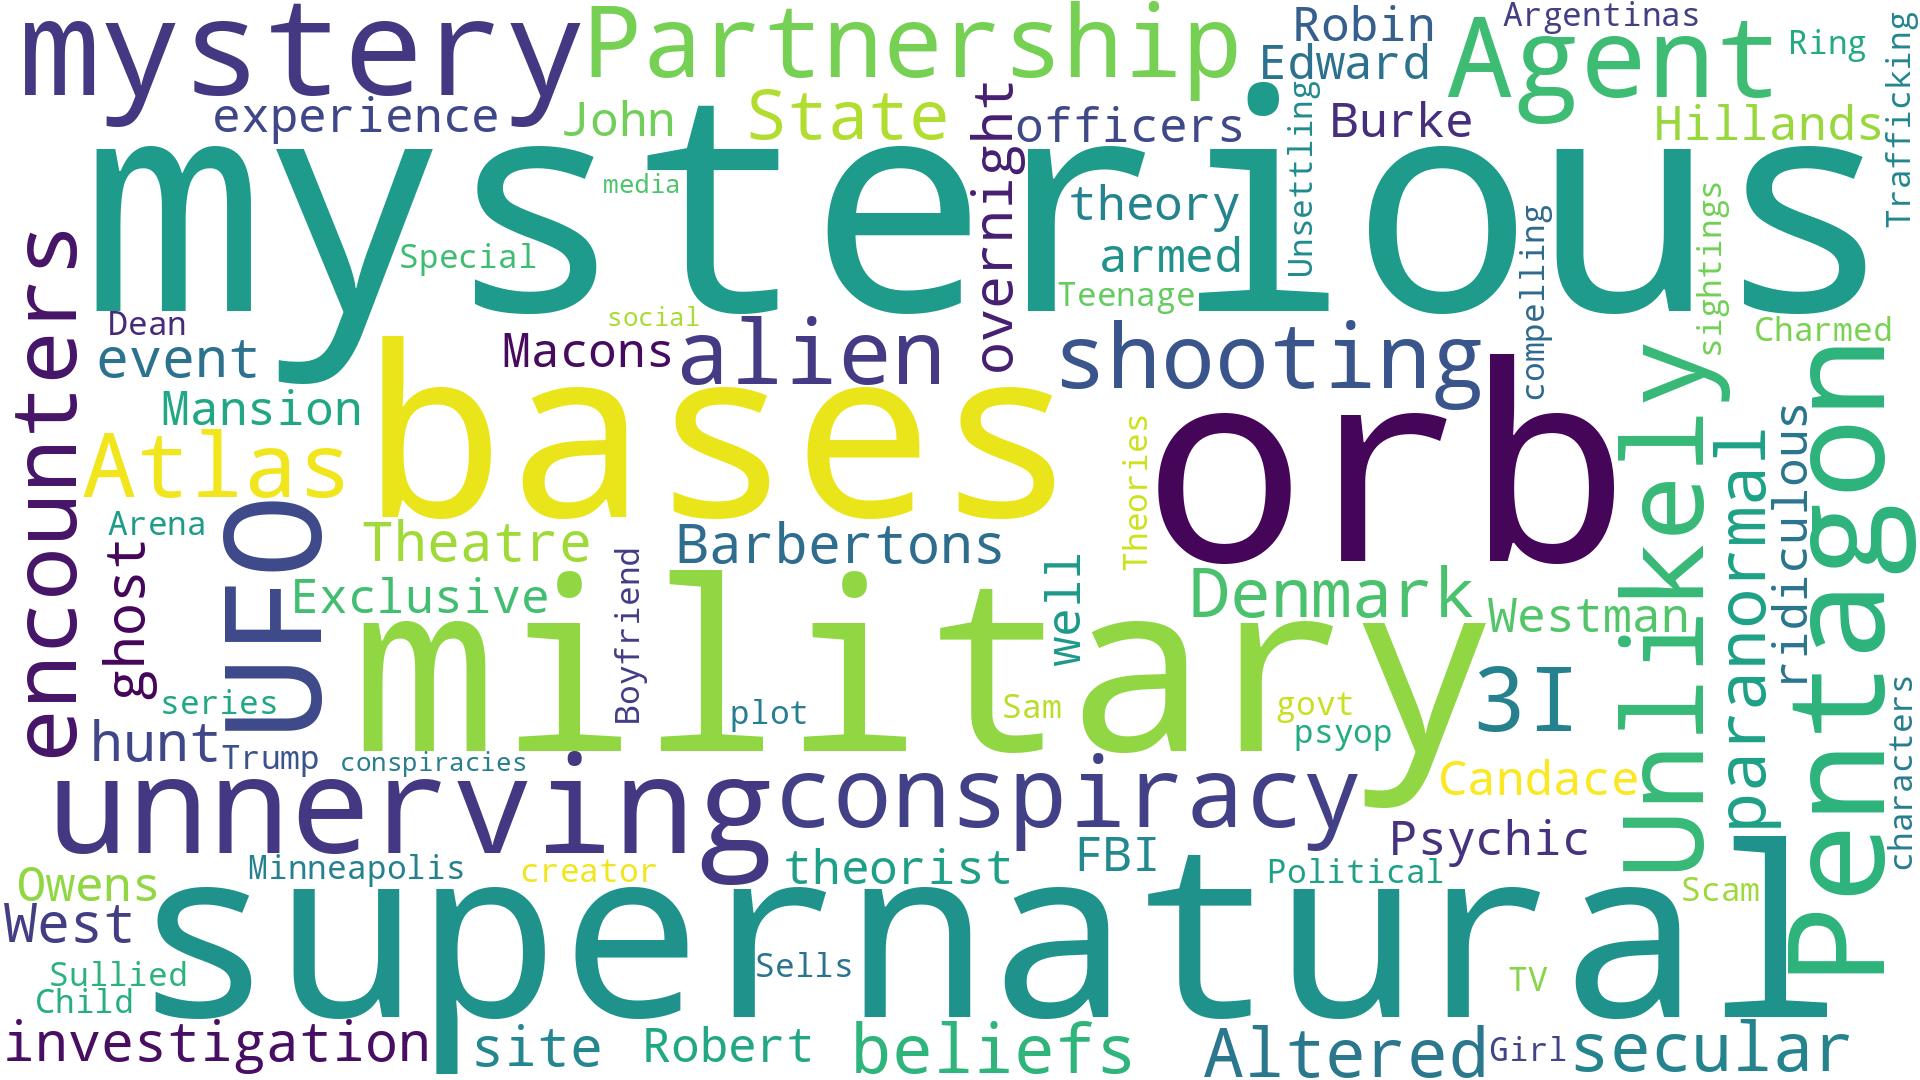 mystery
Partnership
Robin
Argentinas
Agent
Ring
Trafficking
Edward
experience
John
State
overnight
officers
Unsettling
Burke
Hillands
mysterious
media
theory
sightings
compelling
Special
armed
encounters
Teenage
Dean
social
event
Macons
alien
shooting
Charmed
Mansion
bases
orb
Unlikely
Pentagon
Atlas
Theories
paranormal
ridiculous
Arena
ghost
UFO
Theatre
Barbertons
Exclusive
Boyfriend
well
Denmark
Westman
military
series
plot
Sam
govt
3I
psyop
characters
hunt
Trump
conspiracies
unnerving
conspiracy
Candace
Psychic
Owens
Minneapolis
creator
theorist
FBI
Political
Scam
West
supernatural
Sullied
Sells
TV
Child
investigation
site
Robert
beliefs
Altered
Girl
secular